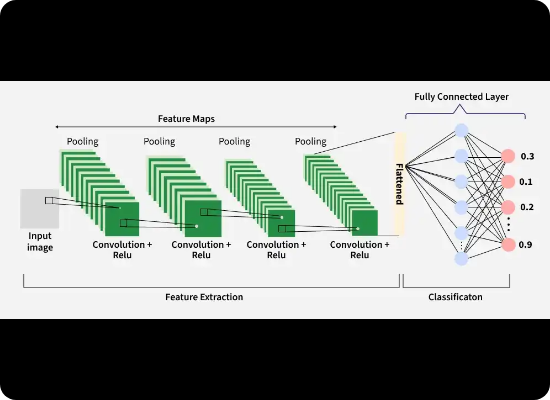 Fully Connected Layer
Feature Maps
Pooling
Pooling
Pooling
Pooling
Flattened
0.3
0.1
0.2
0.9
Input
image
Convolution +
Relu
Convolution +
Relu
Convolution +
Relu
Convolution +
Relu
Feature Extraction
Classificaton